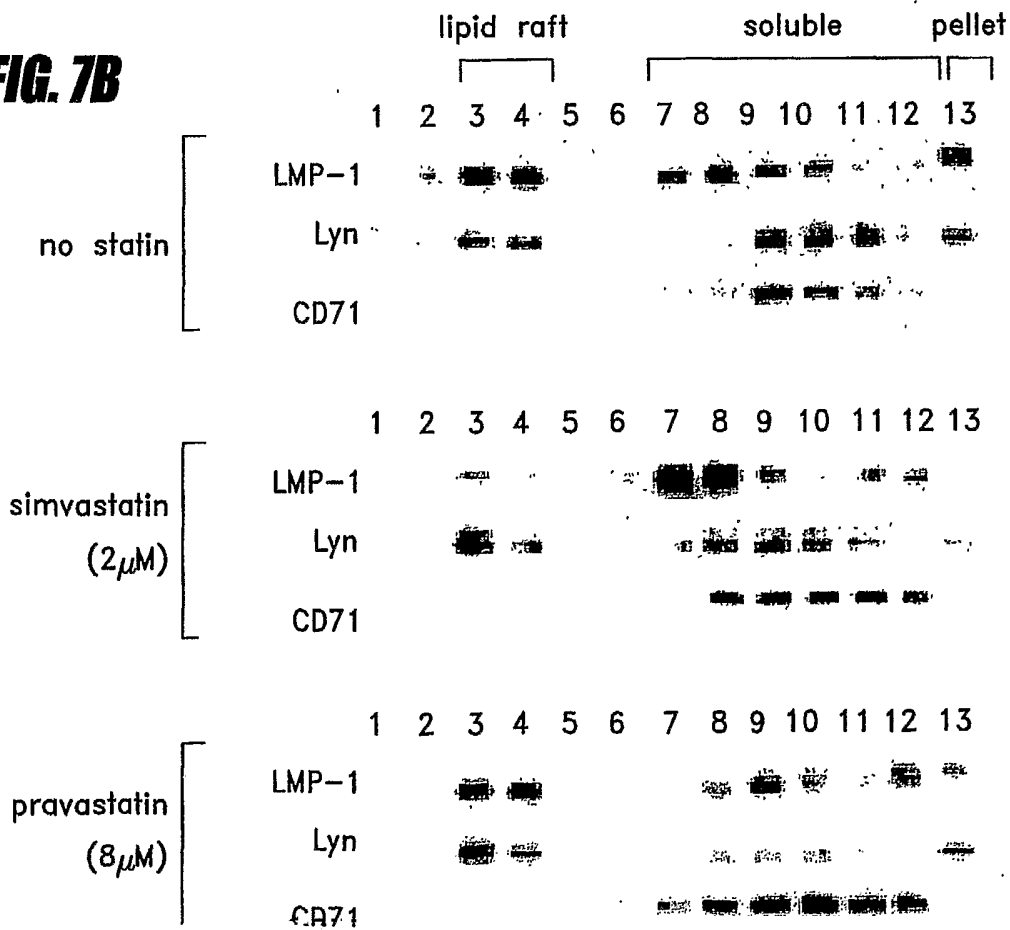 lipid raft soluble pellet
FIG. 7B
1 2 3 4 5 6 7 8 9 10 11 12 13
LMP-1
no statin
Lyn
CD71
1 2 3 4 5 6 7 8 9 10 11 12 13
LMP-1
simvastatin
Lyn
(2μM)
CD71
1 2 3 4 5 6 7 8 9 10 11 12 13
LMP-1
pravastatin
Lyn
(8μM)
CD71